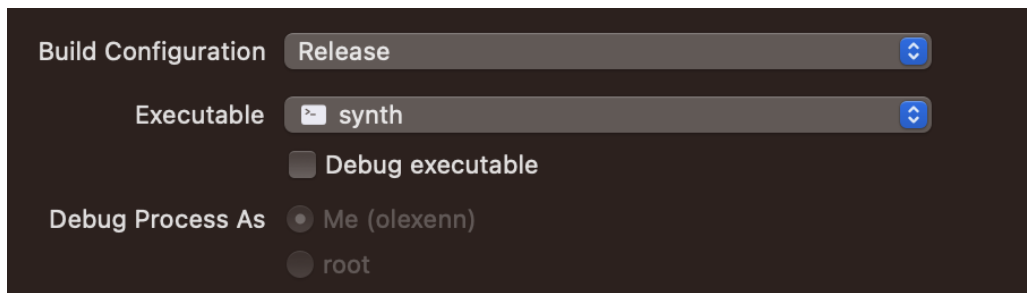 Build Configuration Release
Executable synth
Debug executable
Debug Process As Me (olexenn)
root